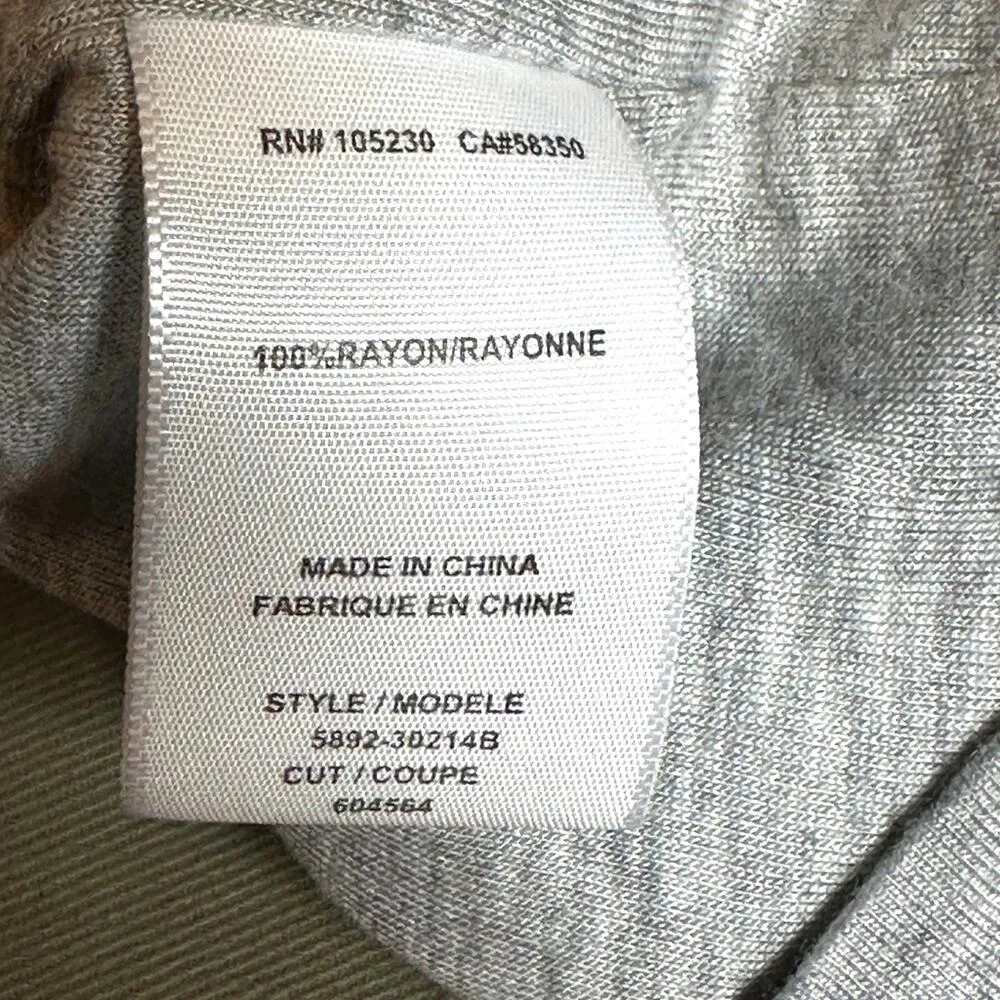 RN# 105230 CA#58350
100%RAYON/RAYONNE
MADE IN CHINA
FABRIQUE EN CHINE
STYLE / MODELE
5892-30214B
CUT / COUPE
604564